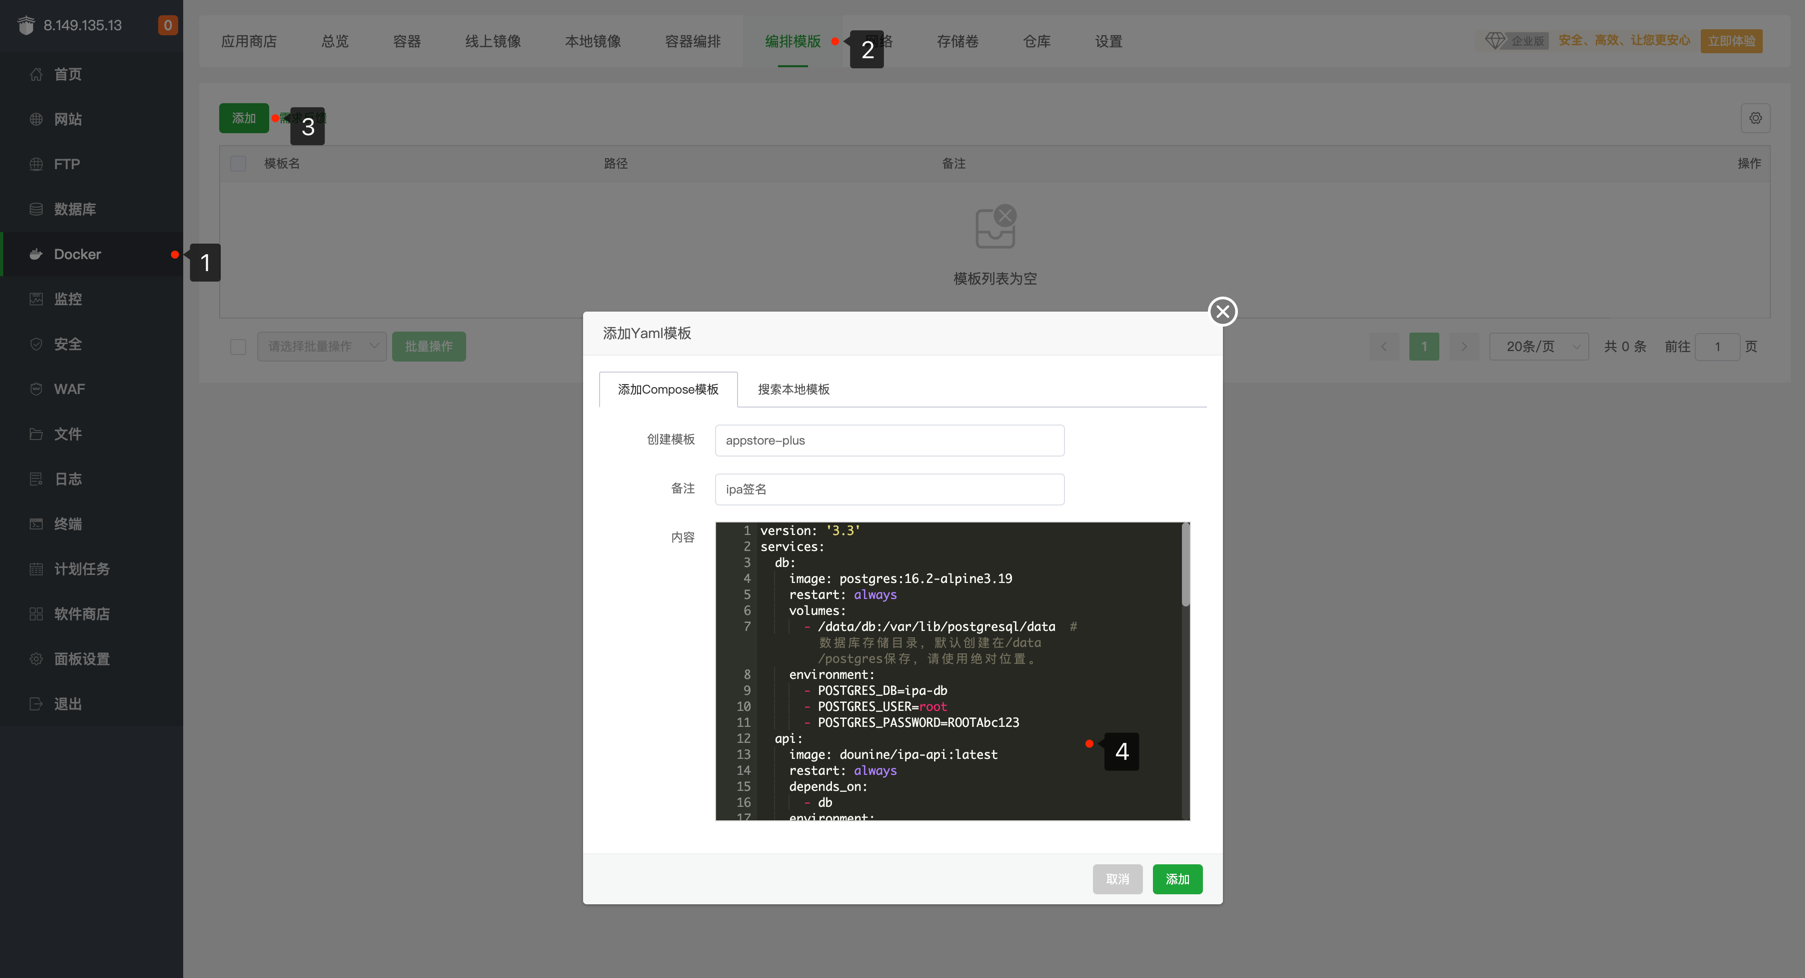 8.149.135.13
0
首页
网站
FTP
数据库
Docker
监控
安全
WAF
文件
日志
终端
计划任务
软件商店
面板设置
退出
应用商店 总览 容器 线上镜像 本地镜像 容器编排 编排模版 网络 存储卷 仓库 设置
企业版 安全、高效、让您更安心 立即体验
1
2
3
添加
模板名 路径 备注 操作
模板列表为空
请选择批量操作 批量操作
1 20条/页 共 0 条 前往 1 页
添加Yaml模板
添加Compose模板 搜索本地模板
创建模板 appstore-plus
备注 ipa签名
内容
1 version: '3.3'
2 services:
3 db:
4 image: postgres:16.2-alpine3.19
5 restart: always
6 volumes:
7 - /data/db:/var/lib/postgresql/data #
数据库存储目录，默认创建在/data
/postgres保存，请使用绝对位置。
8 environment:
9 - POSTGRES_DB=ipa-db
10 - POSTGRES_USER=root
11 - POSTGRES_PASSWORD=ROOTAbc123
12 api:
13 image: dounine/ipa-api:latest
14 restart: always
15 depends_on:
16 - db
17 environment:
4
取消 添加